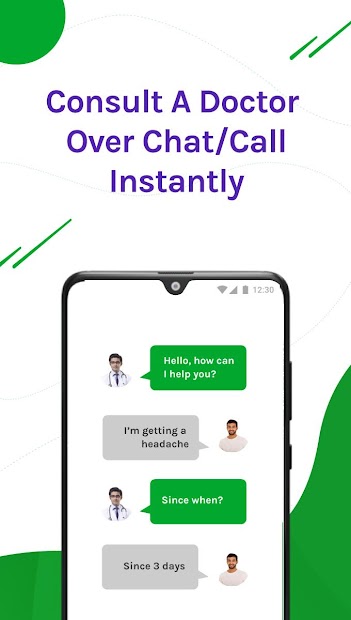 Consult A Doctor
Over Chat/Call
Instantly
12:30
Hello, how can
I help you?
I'm getting a
headache
Since when?
Since 3 days